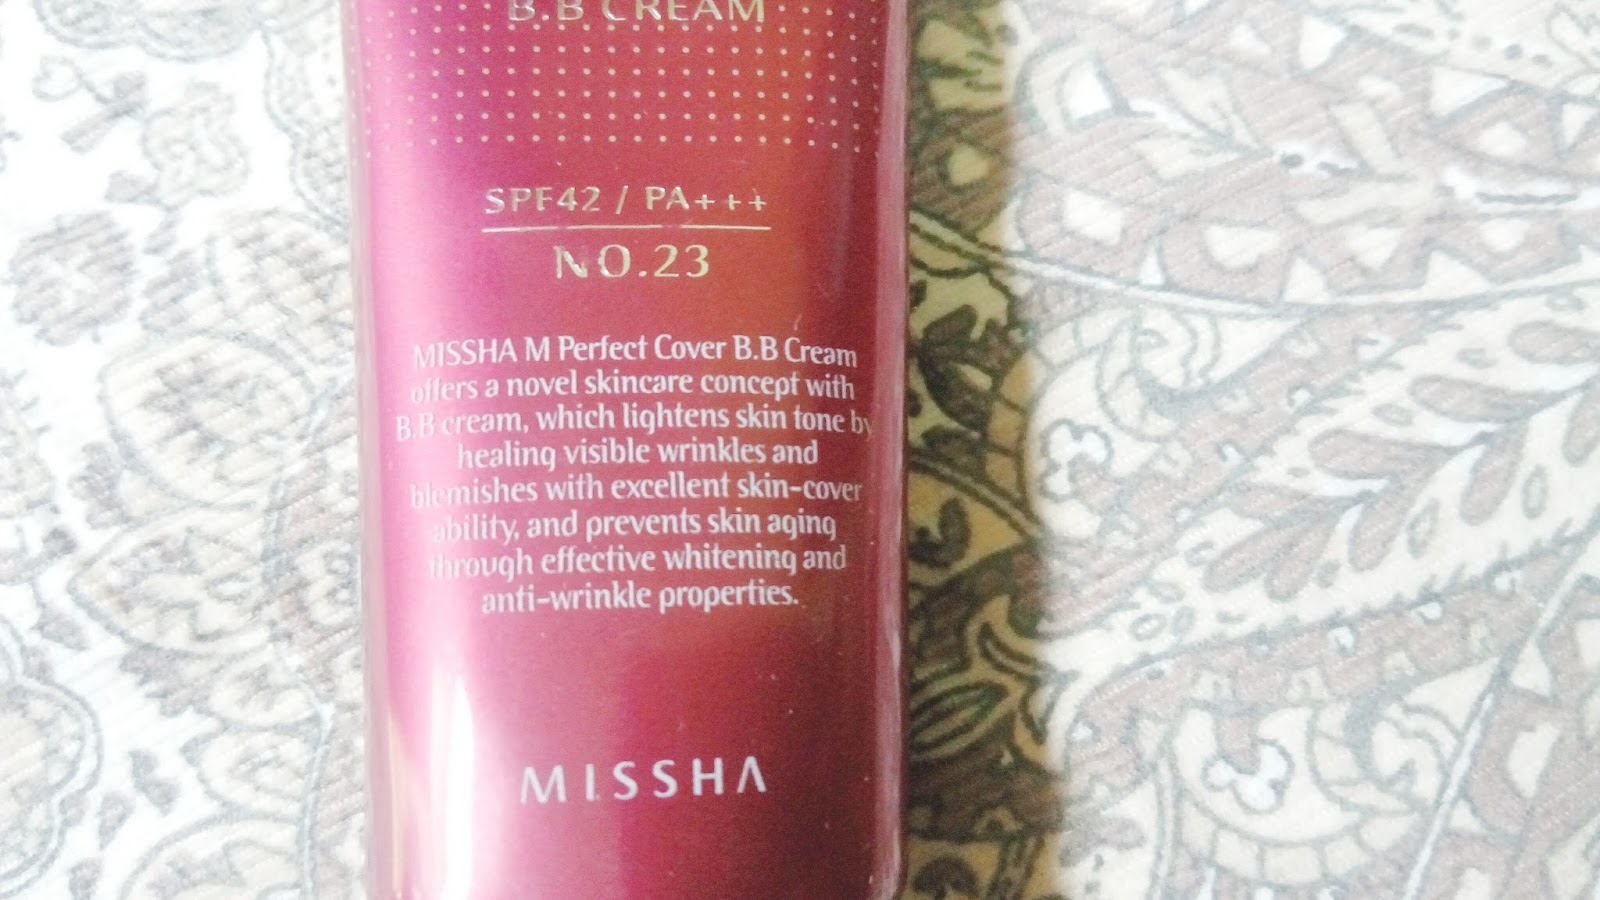 B.B CREAM
SPF42 / PA+++
NO.23
MISSHA M Perfect Cover B.B Cream
offers a novel skincare concept with
B.B cream, which lightens skin tone by
healing visible wrinkles and
blemishes with excellent skin-cover
ability, and prevents skin aging
through effective whitening and
anti-wrinkle properties.
MISSHA